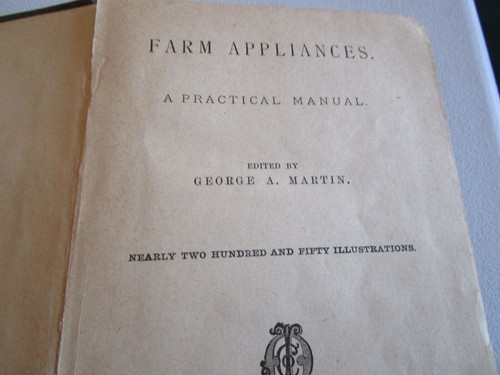 FARM APPLIANCES.
A PRACTICAL MANUAL.
EDITED BY
GEORGE A. MARTIN.
NEARLY TWO HUNDRED AND FIFTY ILLUSTRATIONS.